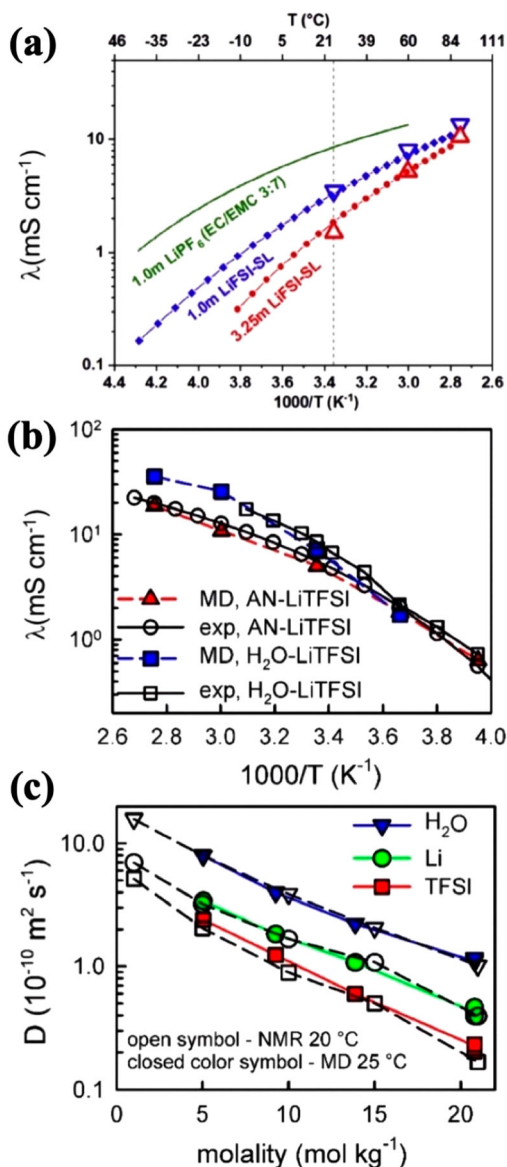 (a)
T (°C)
46 -44 -35 -23 -10 5 21 39 60 84 111
λ(mS cm⁻¹)
10
1
0.1
1.0m LiPF₆(EC/EMC 3:7)
1.0m LiFSI-SL
3.25m LiFSI-SL
4.4 4.2 4.0 3.8 3.6 3.4 3.2 3.0 2.8 2.6
1000/T (K⁻¹)
(b)
λ(mS cm⁻¹)
10²
10¹
10⁰
MD, AN-LiTFSI
exp, AN-LiTFSI
MD, H₂O-LiTFSI
exp, H₂O-LiTFSI
2.6 2.8 3.0 3.2 3.4 3.6 3.8 4.0
1000/T (K⁻¹)
(c)
D (10⁻¹⁰ m² s⁻¹)
10.0
1.0
0.1
H₂O
Li
TFSI
open symbol - NMR 20 °C
closed color symbol - MD 25 °C
0 5 10 15 20
molality (mol kg⁻¹)